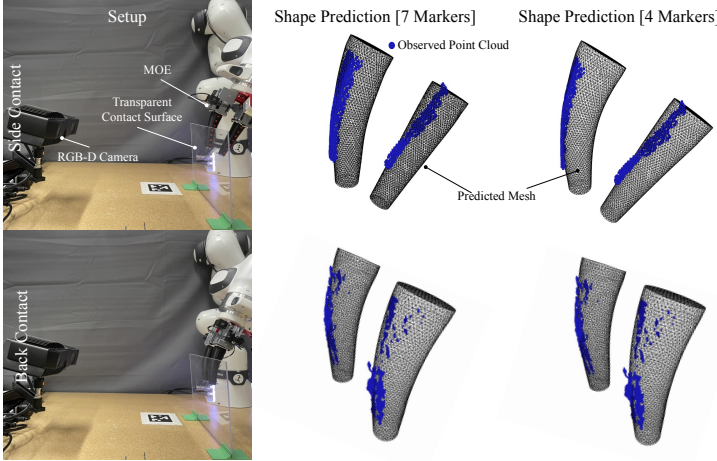 Setup
Shape Prediction [7 Markers]
Shape Prediction [4 Markers]
Observed Point Cloud
Side Contact
MOE
Transparent
Contact Surface
RGB-D Camera
Predicted Mesh
Back Contact